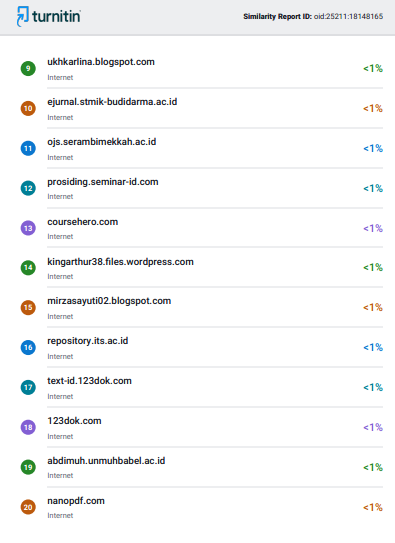 turnitin
Similarity Report ID: oid:25211:18148165
9 ukhkarlina.blogspot.com <1%
Internet
10 ejurnal.stmik-budidarma.ac.id <1%
Internet
11 ojs.serambimekkah.ac.id <1%
Internet
12 prosiding.seminar-id.com <1%
Internet
13 coursehero.com <1%
Internet
14 kingarthur38.files.wordpress.com <1%
Internet
15 mirzasayuti02.blogspot.com <1%
Internet
16 repository.its.ac.id <1%
Internet
17 text-id.123dok.com <1%
Internet
18 123dok.com <1%
Internet
19 abdimuh.unmuhbabel.ac.id <1%
Internet
20 nanopdf.com <1%
Internet